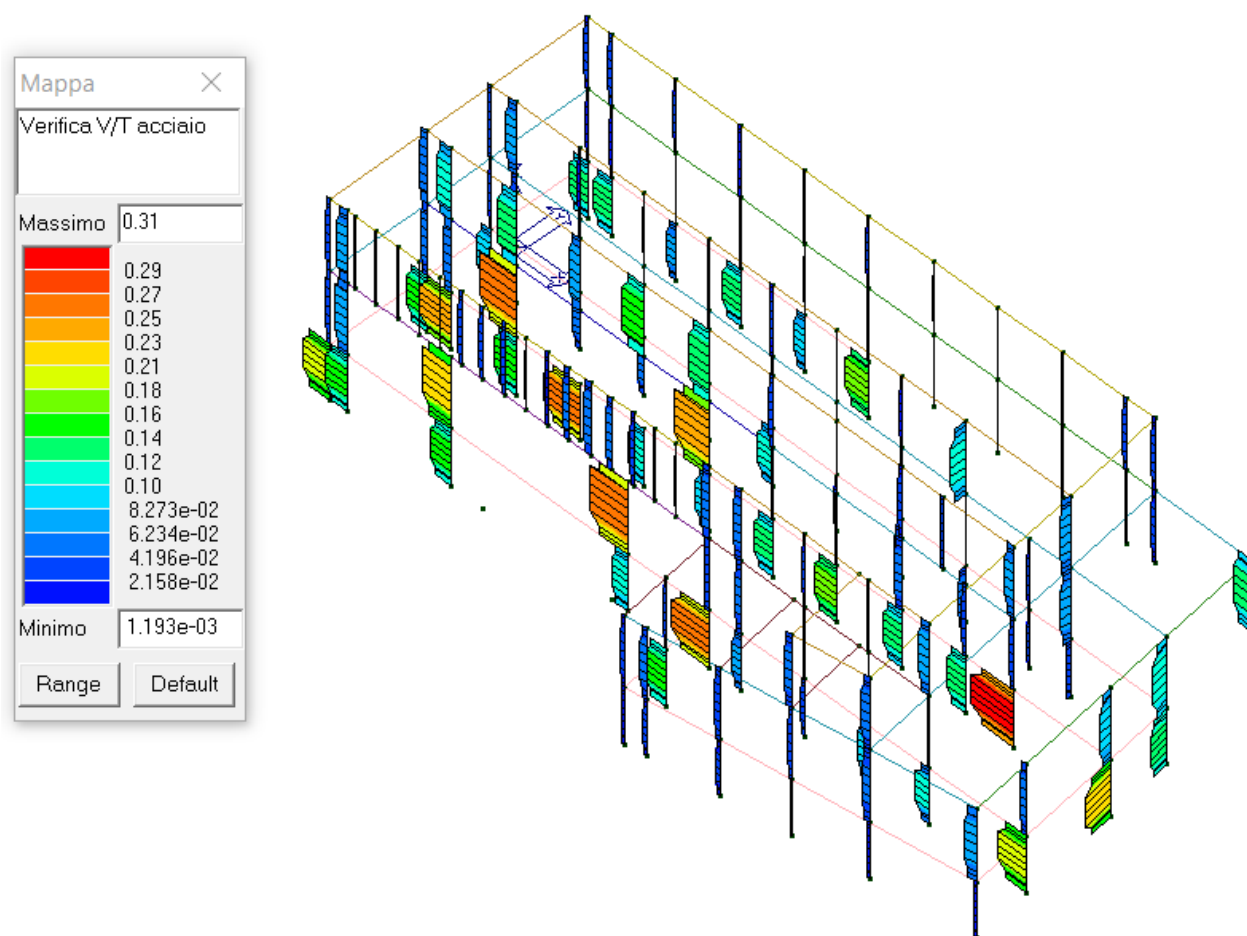 Mappa
Verifica V/T acciaio
Massimo 0.31
0.29
0.27
0.25
0.23
0.21
0.18
0.16
0.14
0.12
0.10
8.273e-02
6.234e-02
4.196e-02
2.158e-02
Minimo 1.193e-03
Range Default